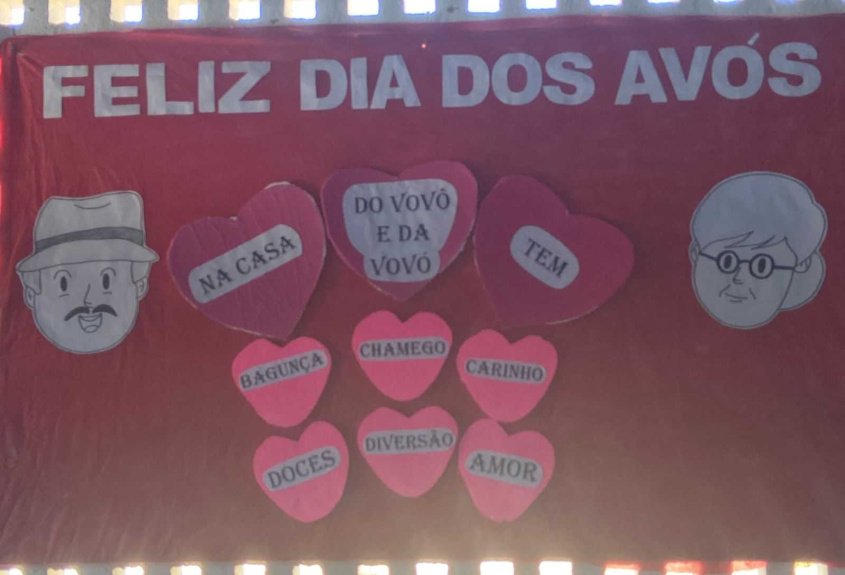 FELIZ DIA DOS AVÓS
NA CASA
DO VOVÔ
E DA
VOVÓ
TEM
BAGUNÇA
CHAMEGO
CARINHO
DOCES
DIVERSÃO
AMOR